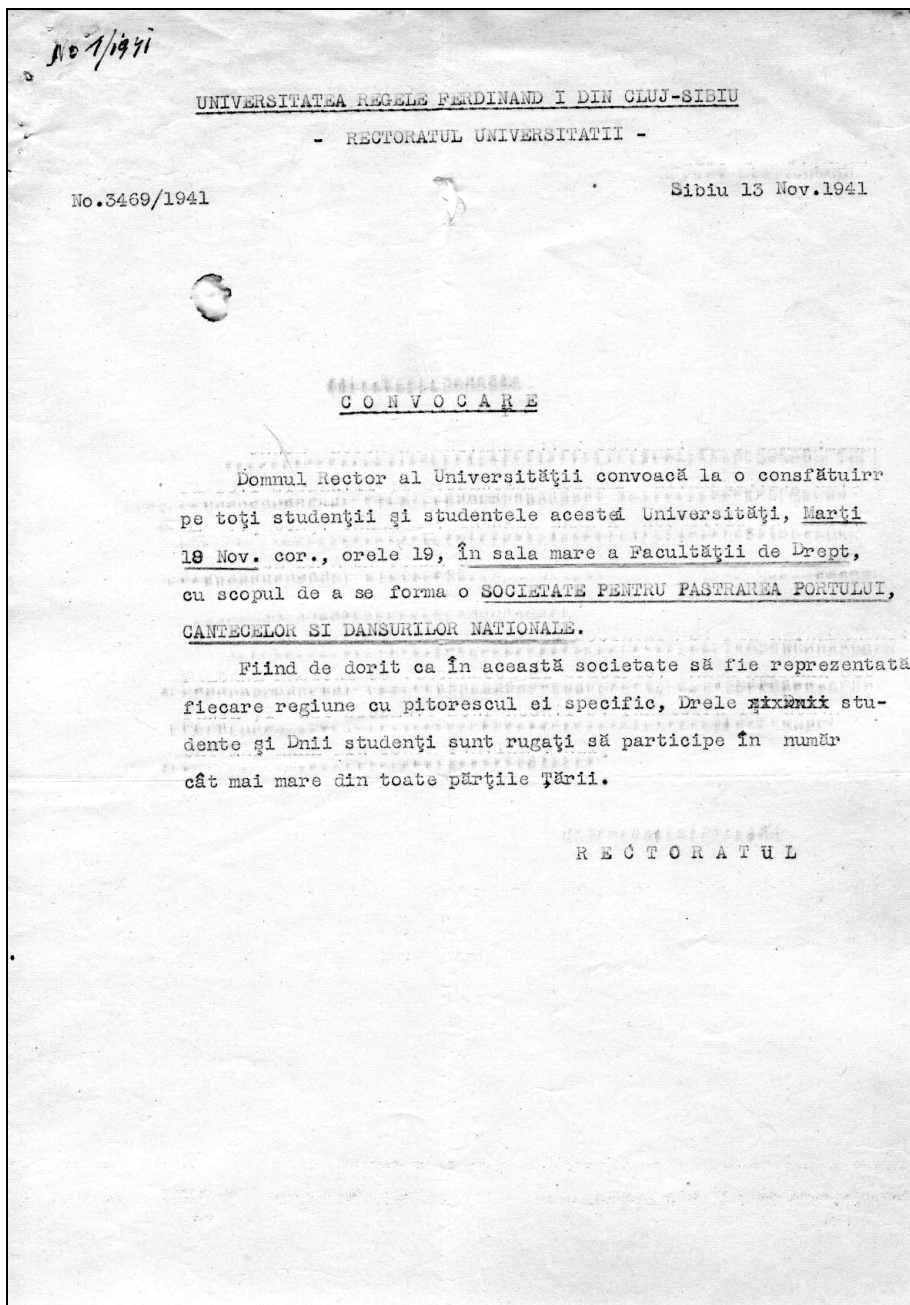 No 1/1941
UNIVERSITATEA REGELE FERDINAND I DIN CLUJ-SIBIU
- RECTORATUL UNIVERSITATII -
No.3469/1941
Sibiu 13 Nov.1941
C O N V O C A R E
Domnul Rector al Universităţii convoacă la o consfătuirr
pe toţi studenţii şi studentele acestei Universităţi, Marţi
18 Nov. cor., orele 19, în sala mare a Facultăţii de Drept,
cu scopul de a se forma o SOCIETATE PENTRU PASTRAREA PORTULUI,
CANTECELOR SI DANSURILOR NATIONALE.
Fiind de dorit ca în această societate să fie reprezentată
fiecare regiune cu pitorescul ei specific, Drele stu-
dente şi Dnii studenţi sunt rugaţi să participe în număr
cât mai mare din toate părţile Ţării.
R E C T O R A T U L